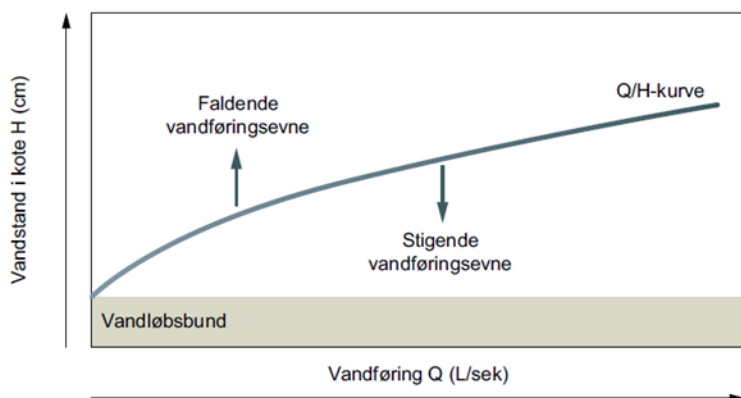 Vandstand i kote H (cm)
Faldende
vandføringsevne
Q/H-kurve
Stigende
vandføringsevne
Vandløbsbund
Vandføring Q (L/sek)